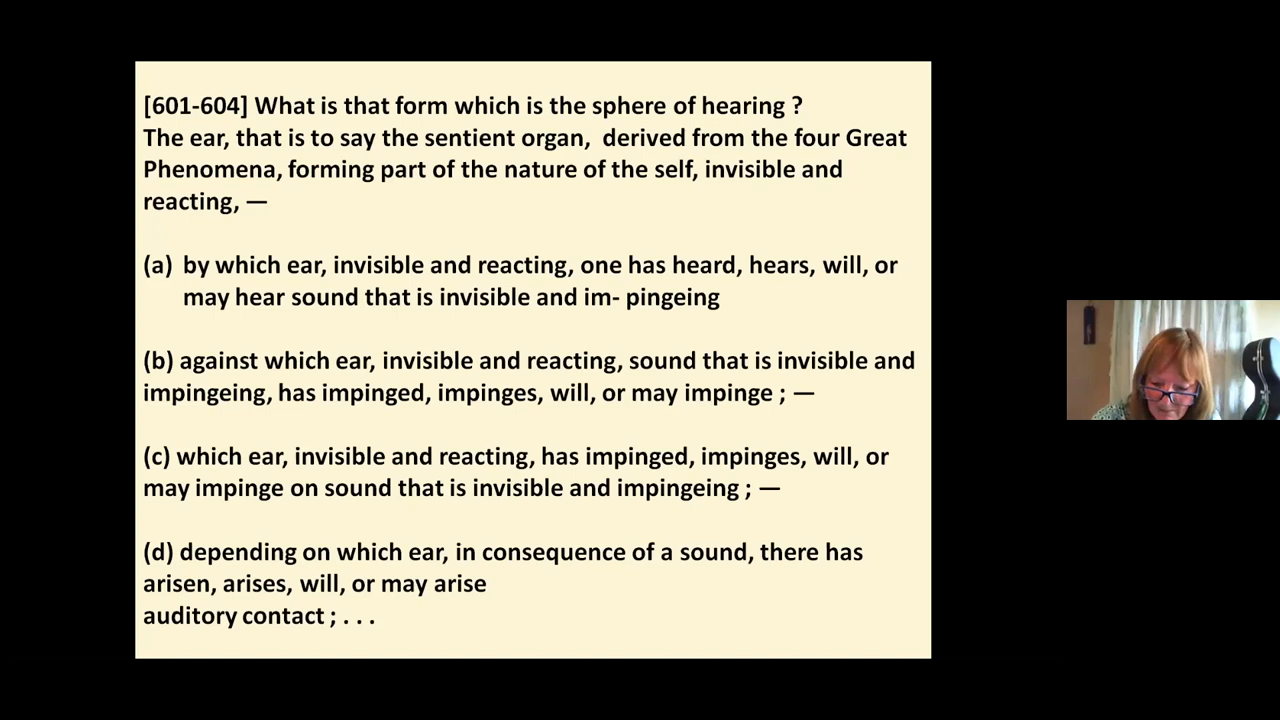 [601-604] What is that form which is the sphere of hearing ?
The ear, that is to say the sentient organ,  derived from the four Great
Phenomena, forming part of the nature of the self, invisible and
reacting, —
(a)  by which ear, invisible and reacting, one has heard, hears, will, or
may hear sound that is invisible and im- pingeing
(b) against which ear, invisible and reacting, sound that is invisible and
impingeing, has impinged, impinges, will, or may impinge ; —
(c) which ear, invisible and reacting, has impinged, impinges, will, or
may impinge on sound that is invisible and impingeing ; —
(d) depending on which ear, in consequence of a sound, there has
arisen, arises, will, or may arise
auditory contact ; . . .